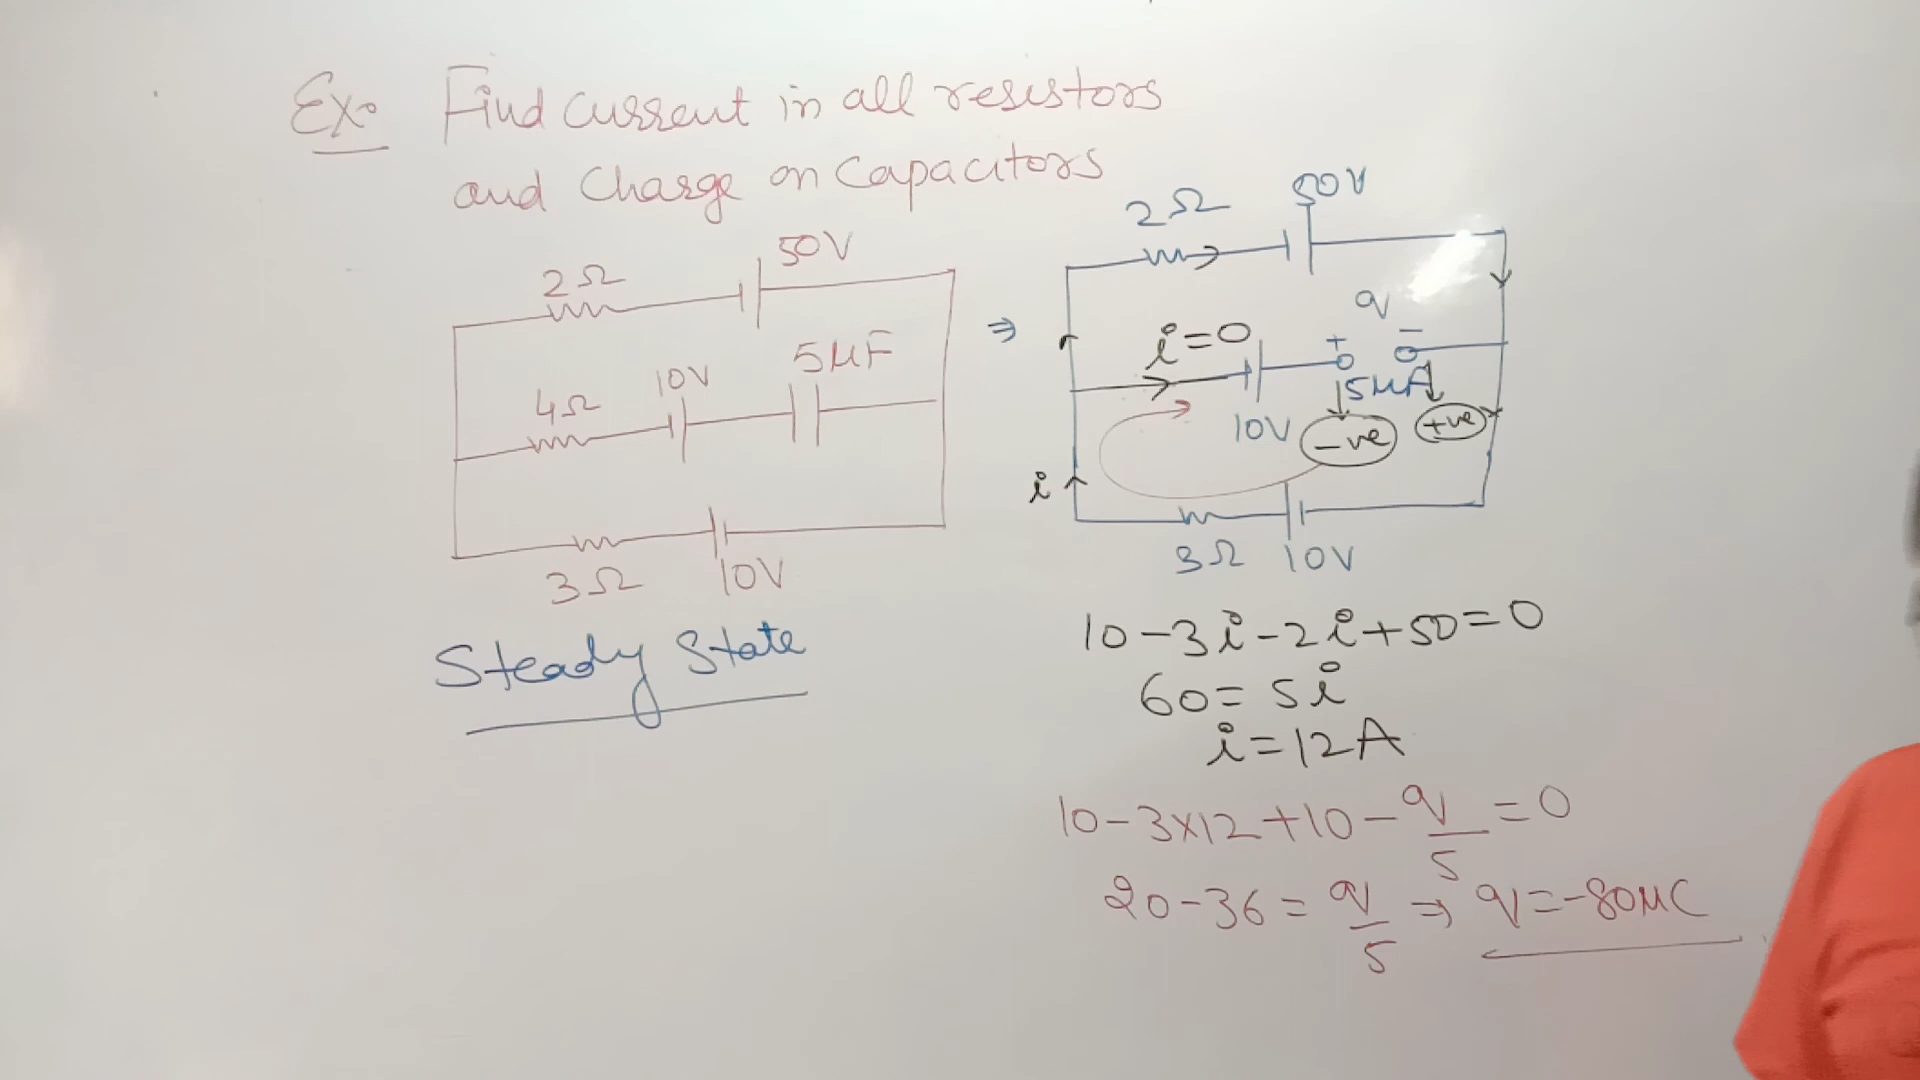 Ex: Find current in all resistors
and charge on capacitors
2Ω 50V
4Ω 10V 5μF
3Ω 10V
Steady State
⇒
2Ω 50V
i=0 + q -
10V 5μA
-ve +ve
i
3Ω 10V
10-3i-2i+50=0
60=5i
i=12A
10-3×12+10-q/5=0
20-36=q/5 ⇒ q=-80μC